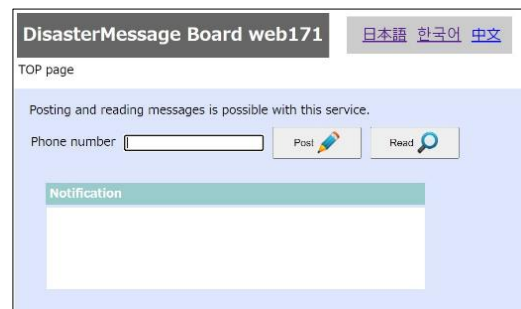 DisasterMessage Board web171
日本語 한국어 中文
TOP page
Posting and reading messages is possible with this service.
Phone number Post Read
Notification